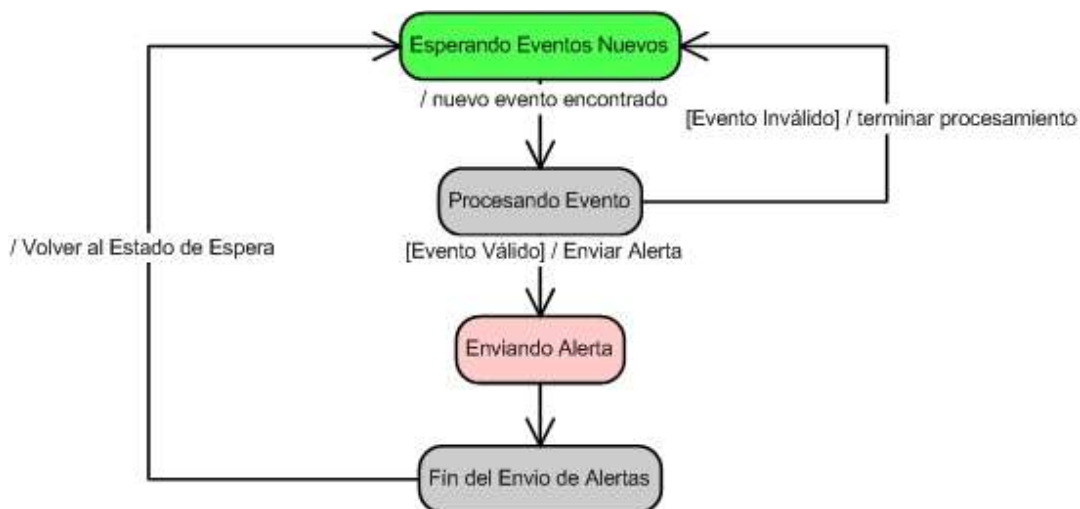 Esperando Eventos Nuevos
/ nuevo evento encontrado
[Evento Inválido] / terminar procesamiento
Procesando Evento
/ Volver al Estado de Espera
[Evento Válido] / Enviar Alerta
Enviando Alerta
Fin del Envio de Alertas